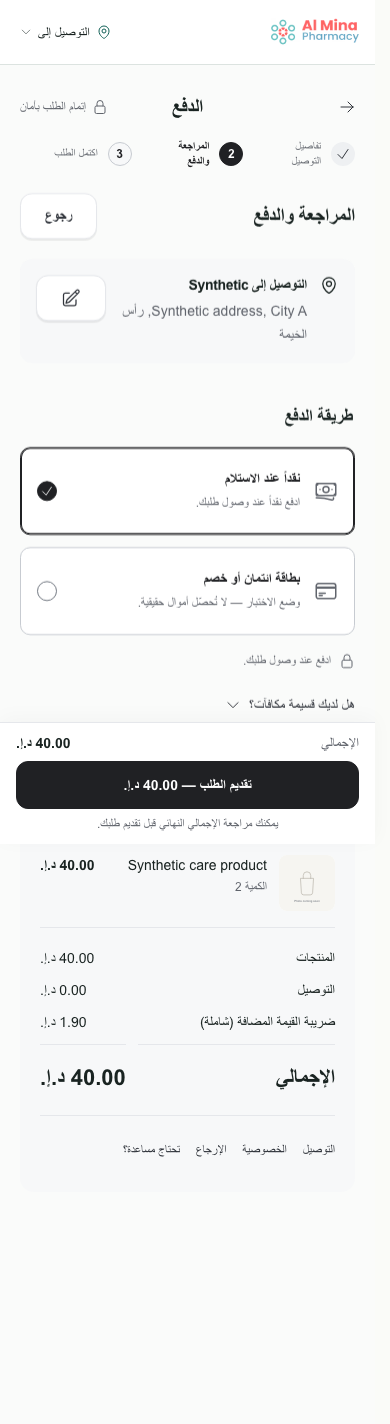 Al Mina
Pharmacy
التوصيل إلى
الدفع
إتمام الطلب بأمان
تفاصيل
التوصيل
2
المراجعة
والدفع
3
اكتمل الطلب
المراجعة والدفع
رجوع
التوصيل إلى Synthetic
Synthetic address, City A, رأس
الخيمة
طريقة الدفع
نقداً عند الاستلام
ادفع نقداً عند وصول طلبك.
بطاقة ائتمان أو خصم
وضع الاختبار — لا تُحصّل أموال حقيقية.
ادفع عند وصول طلبك.
هل لديك قسيمة مكافآت؟
الإجمالي
40.00 د.إ.
تقديم الطلب — 40.00 د.إ.
يمكنك مراجعة الإجمالي النهائي قبل تقديم طلبك.
Synthetic care product
40.00 د.إ.
الكمية 2
المنتجات
40.00 د.إ.
التوصيل
0.00 د.إ.
ضريبة القيمة المضافة (شاملة)
1.90 د.إ.
الإجمالي
40.00 د.إ.
التوصيل الخصوصية الإرجاع تحتاج مساعدة؟